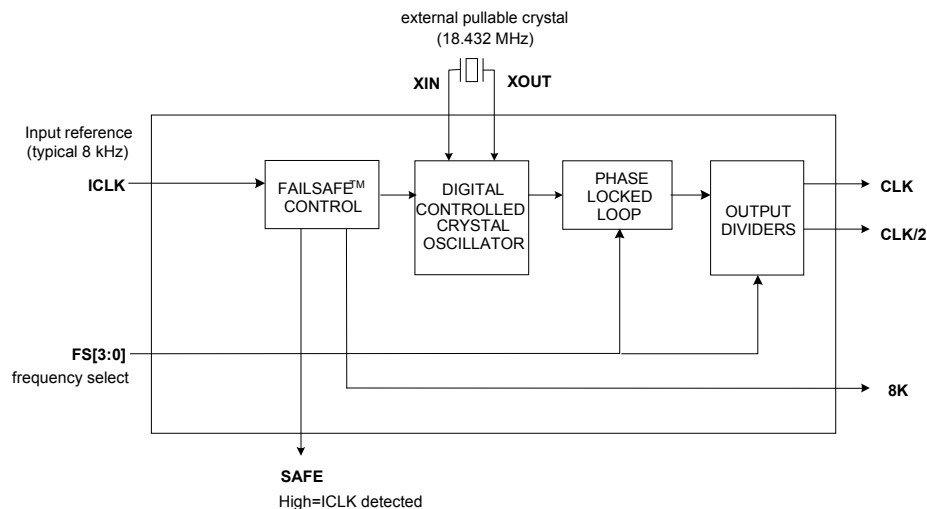 external pullable crystal
(18.432 MHz)
XIN
XOUT
Input reference
(typical 8 kHz)
ICLK
FAILSAFE™
CONTROL
DIGITAL
CONTROLLED
CRYSTAL
OSCILLATOR
PHASE
LOCKED
LOOP
OUTPUT
DIVIDERS
CLK
CLK/2
FS[3:0]
frequency select
8K
SAFE
High=ICLK detected